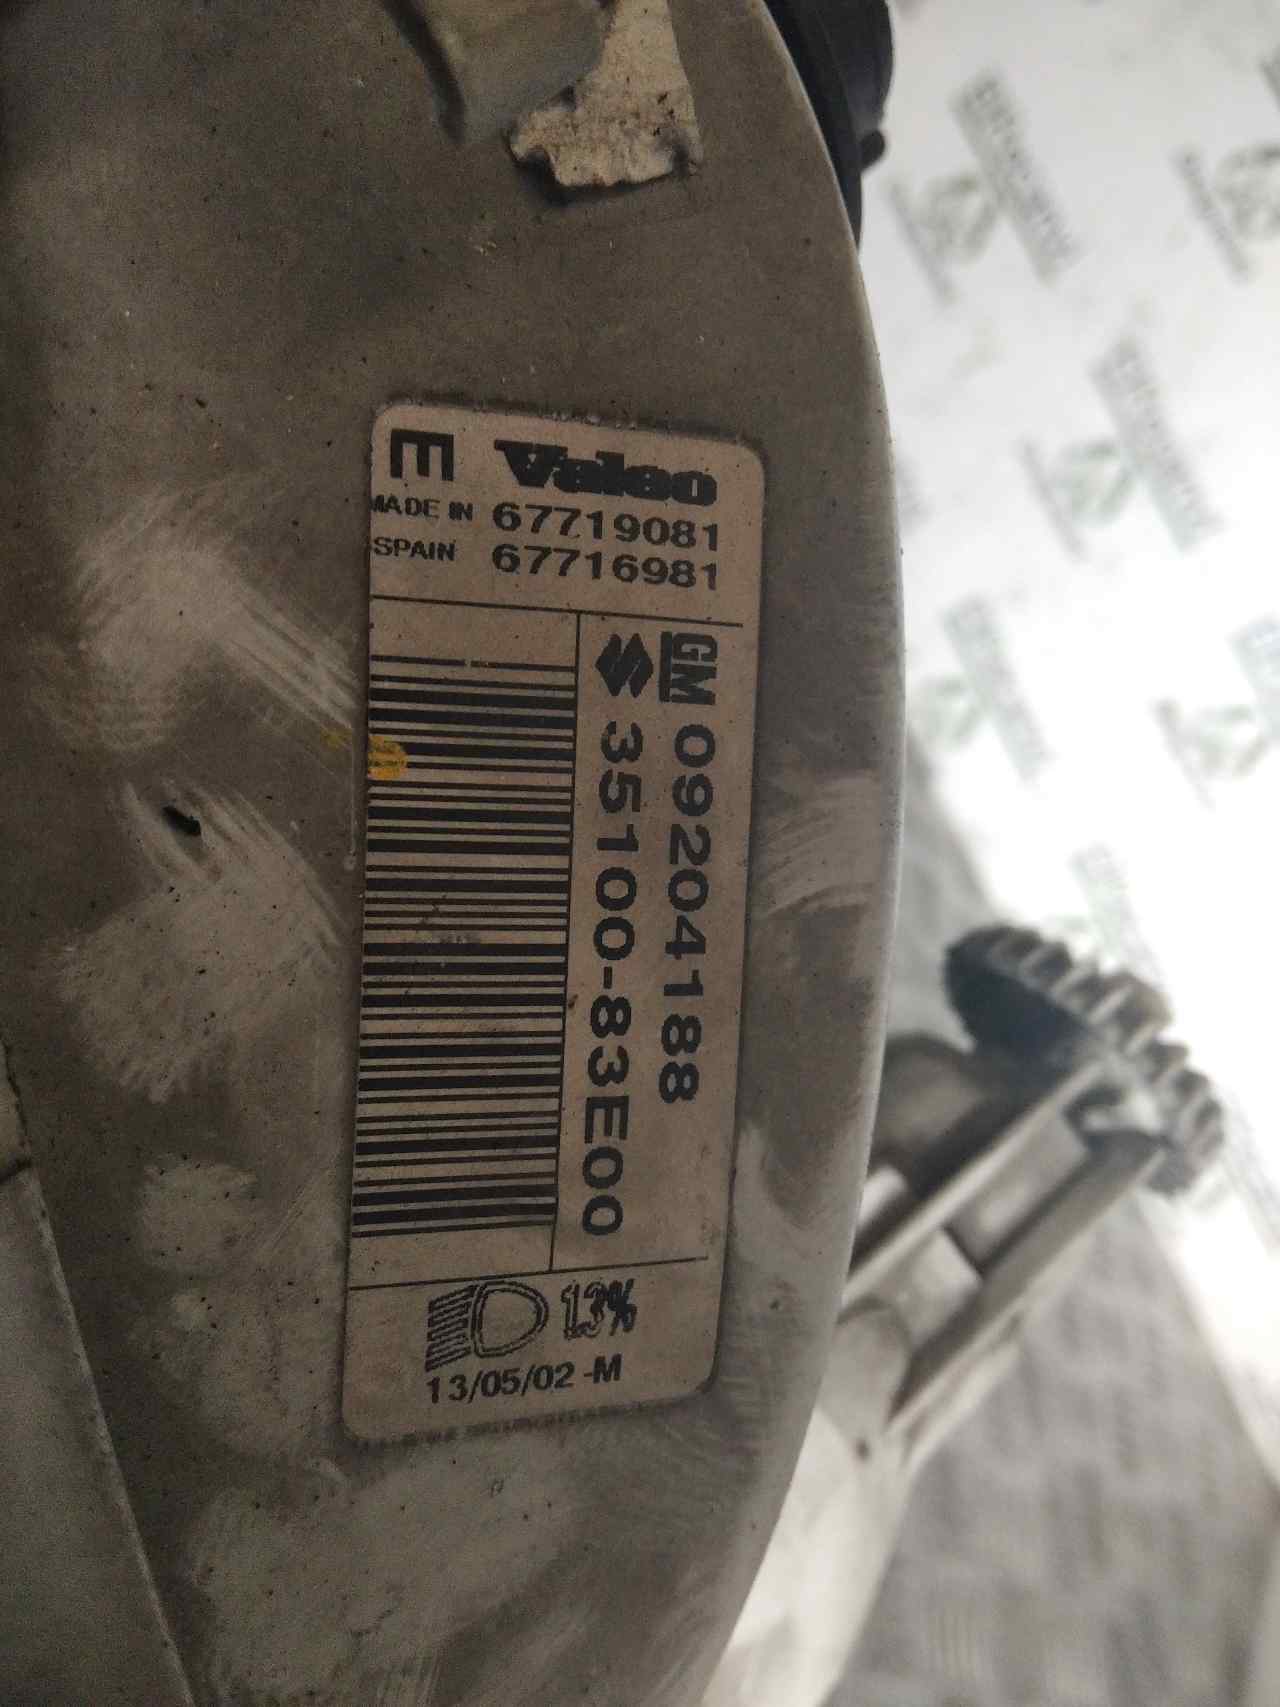 E Valeo
MADE IN 67719081
SPAIN 67716981
GM 09204188
35100-83E00
1.3%
13/05/02 -M